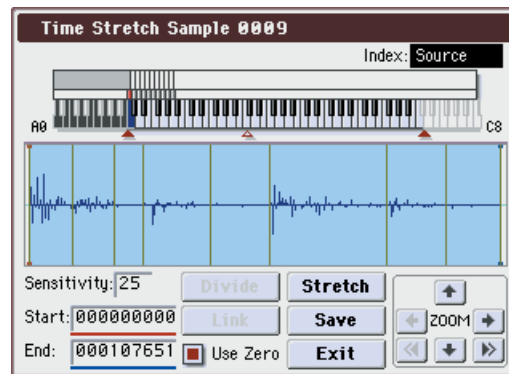 Time Stretch Sample 0009
Index: Source
A0
C8
Sensitivity: 25
Divide
Stretch
Start: 000000000
Link
Save
ZOOM
End: 000107651
Use Zero
Exit